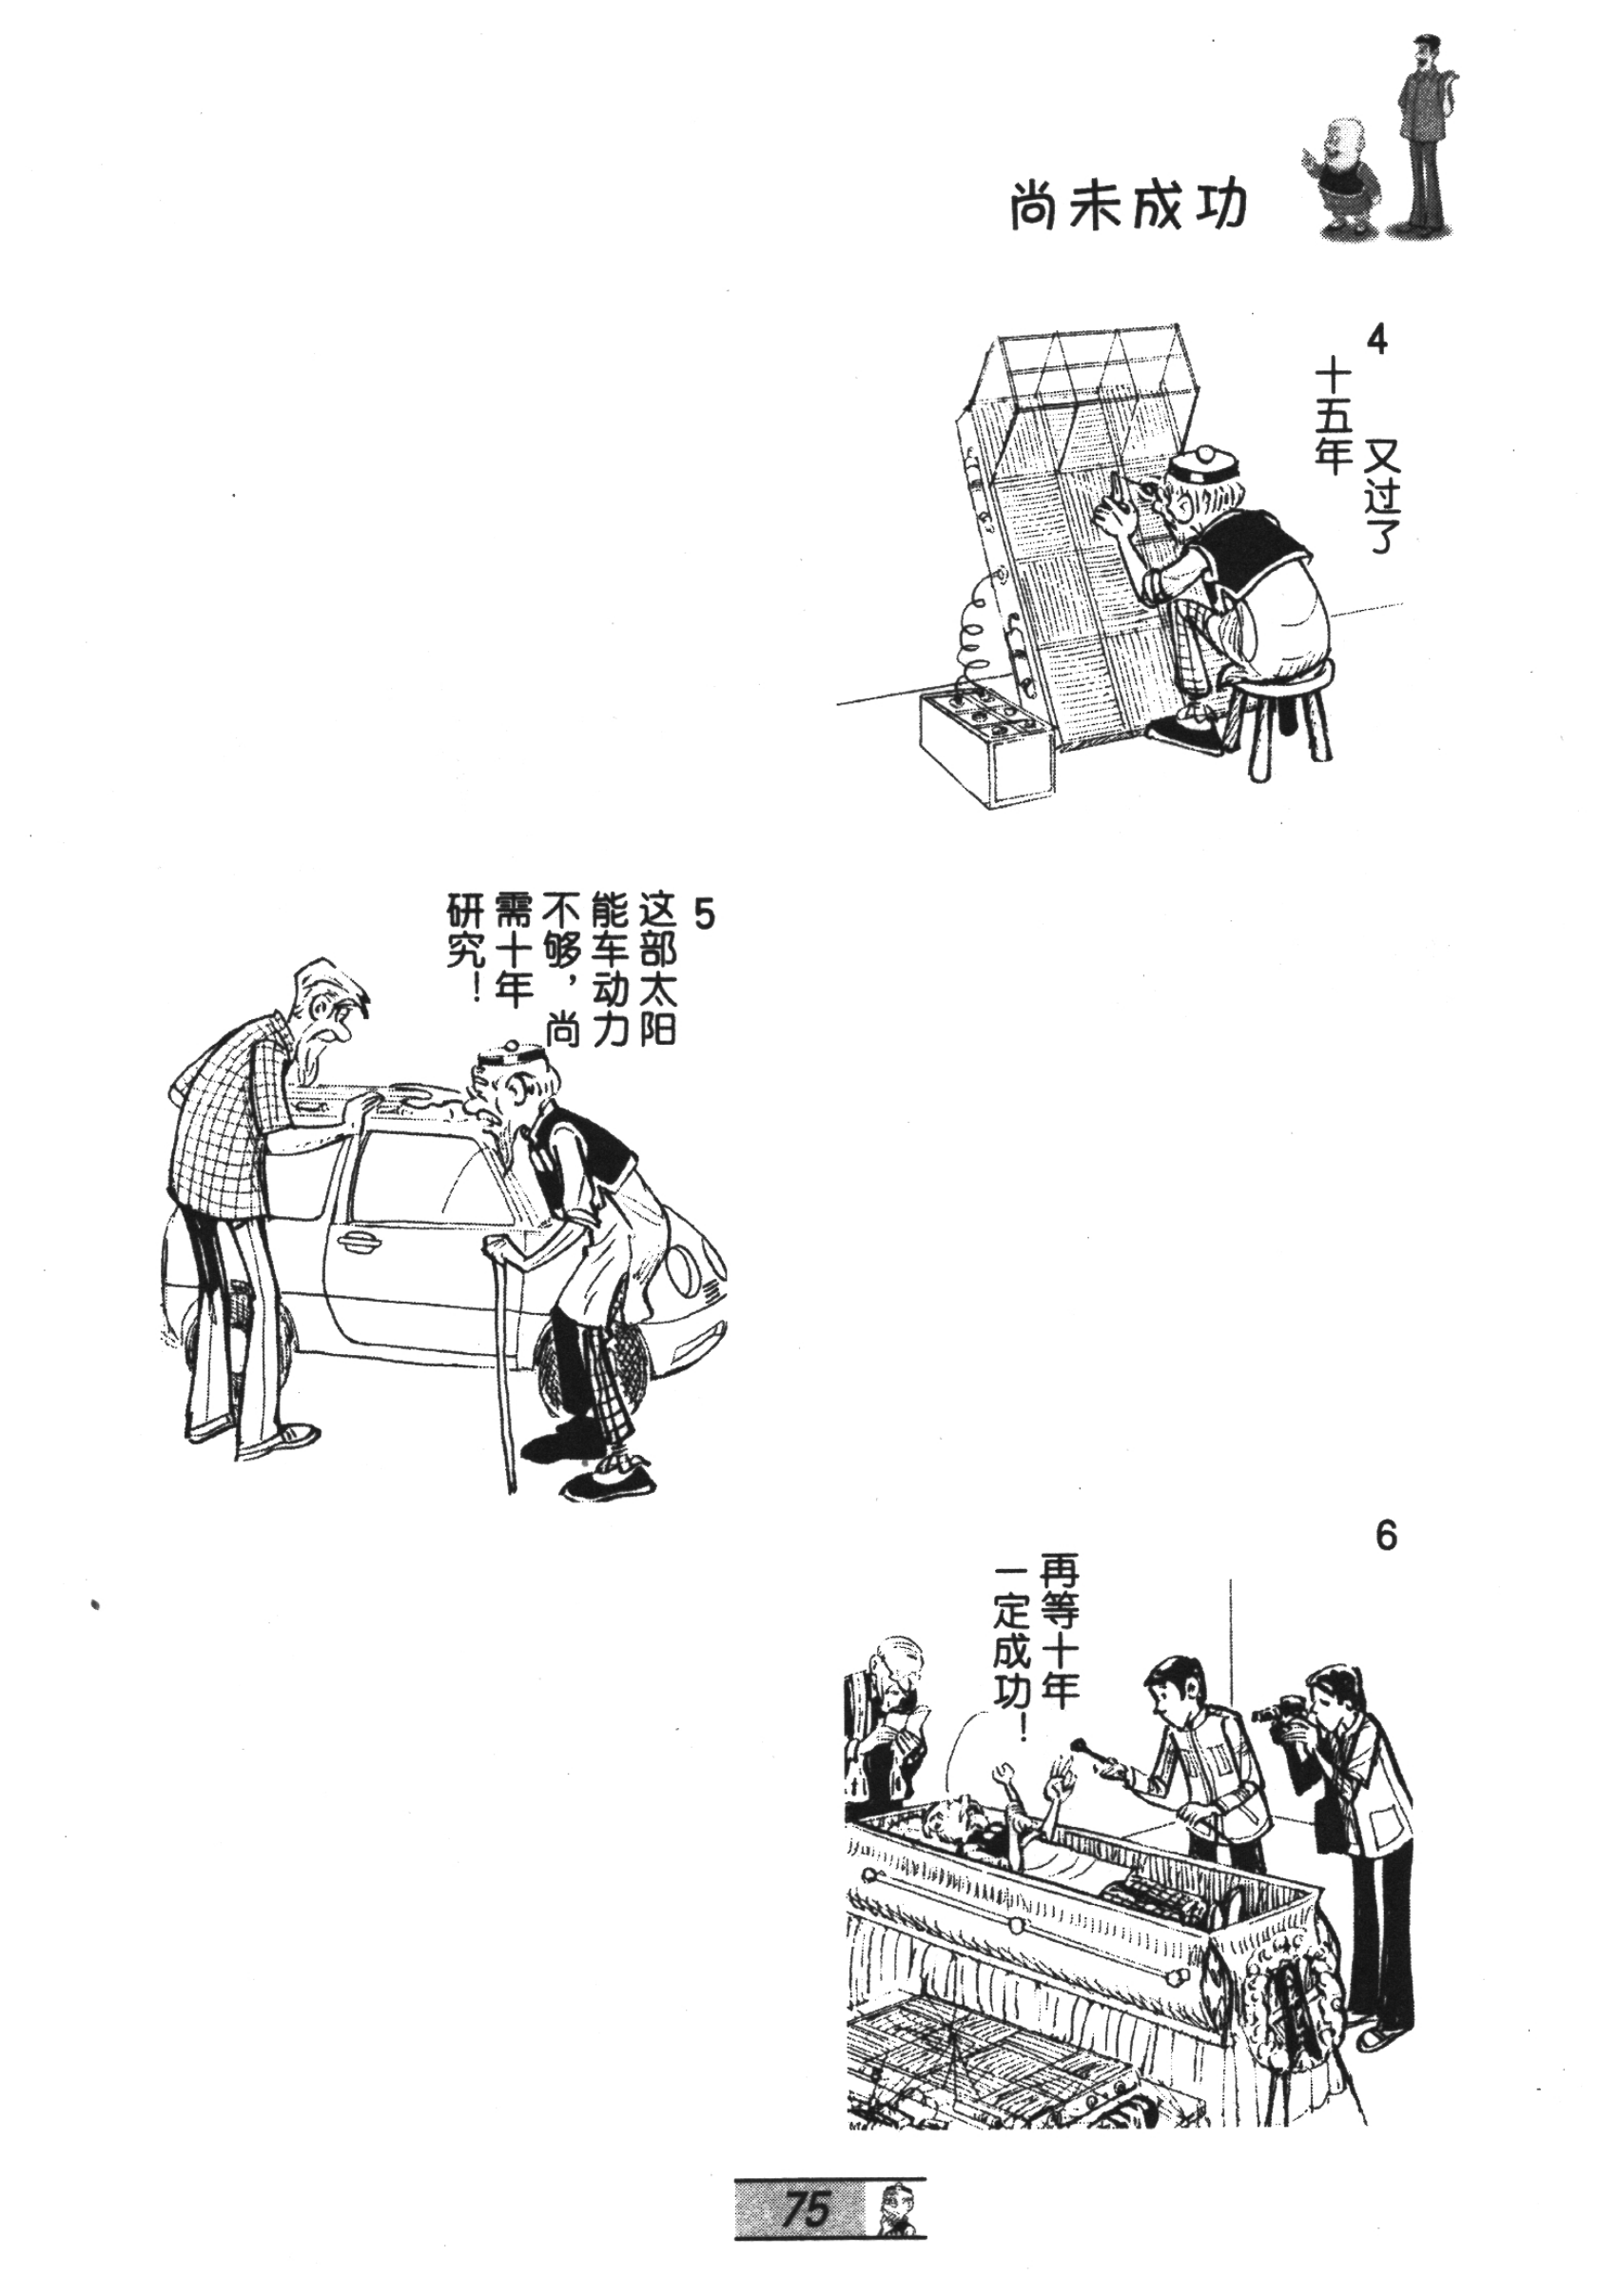 尚未成功
4
又过了
十五年
5
这部太阳
能车动力
不够，尚
需十年
研究！
6
再等十年
一定成功！
75